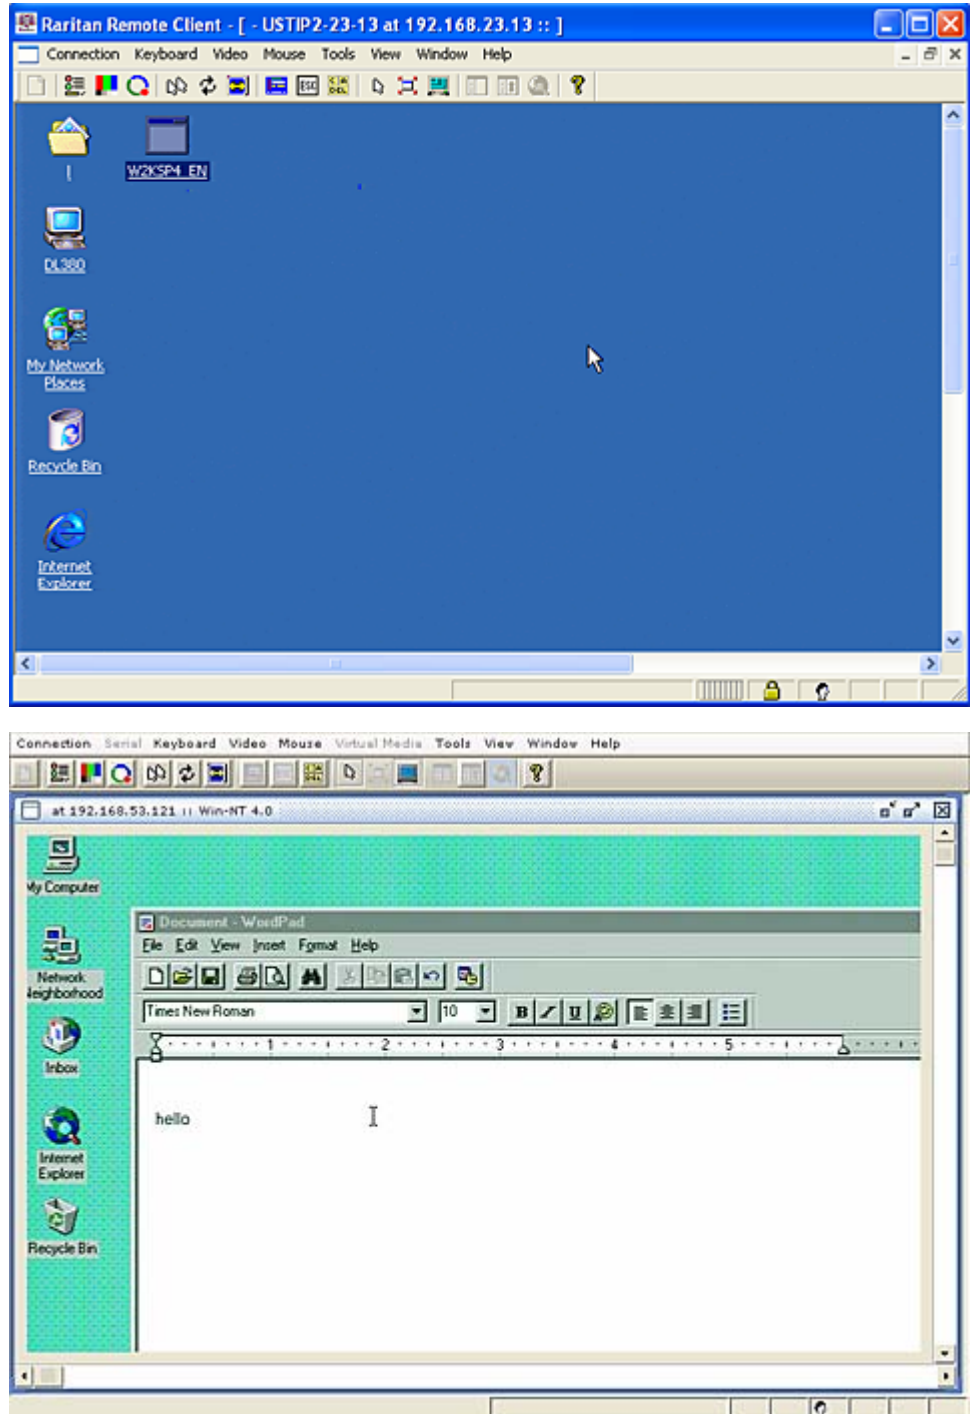 Raritan Remote Client - [ - USTIP2-23-13 at 192.168.23.13 :: ]
Connection Keyboard Video Mouse Tools View Window Help
W2KSP4_EN
DL380
My Network
Places
Recycle Bin
Internet
Explorer
Connection Serial Keyboard Video Mouse Virtual Media Tools View Window Help
at 192.168.53.121 :: Win-NT 4.0
My Computer
Document - WordPad
File Edit View Insert Format Help
Network
Neighborhood
Times New Roman 10 B I U
1 2 3 4 5
Inbox
hello
Internet
Explorer
Recycle Bin